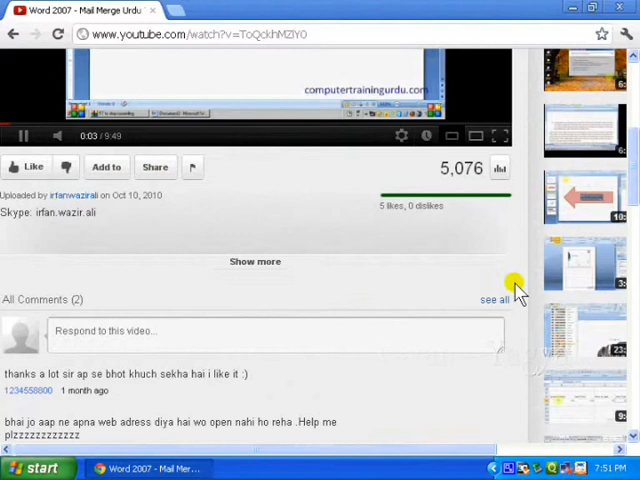 Word 2007 - Mail Merge Urdu
www.youtube.com/watch?v=ToQckhMZlY0
computertrainingurdu.com
0:03 / 9:49
Like
Add to
Share
5,076
Uploaded by irfanwazirali on Oct 10, 2010
5 likes, 0 dislikes
Skype: irfan.wazir.ali
Show more
All Comments (2)
see all
Respond to this video...
thanks a lot sir ap se bhot khuch sekha hai i like it :)
1234558800 1 month ago
bhai jo aap ne apna web adress diya hai wo open nahi ho reha .Help me
plzzzzzzzzzzzz
start
Word 2007 - Mail Mer...
7:51 PM